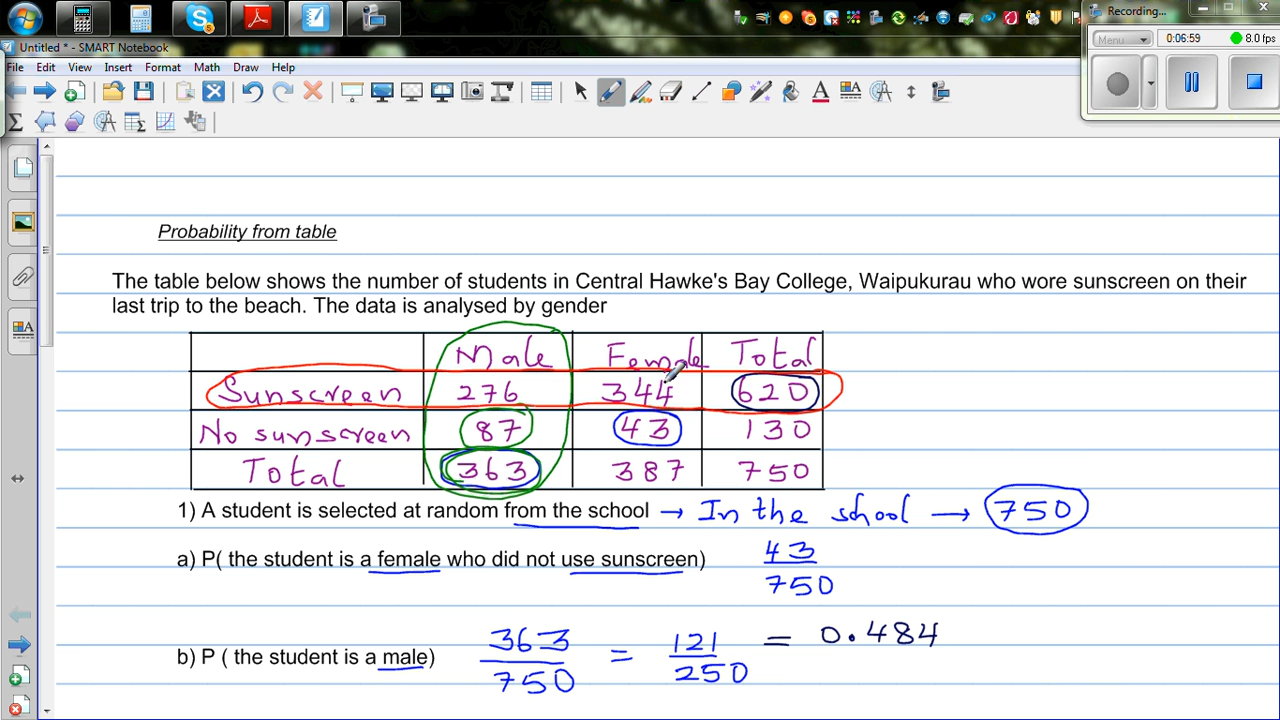 Recording...
Untitled * - SMART Notebook
Menu 0:06:59 8.0 fps
File Edit View Insert Format Math Draw Help
Probability from table
The table below shows the number of students in Central Hawke's Bay College, Waipukurau who wore sunscreen on their
last trip to the beach. The data is analysed by gender
Male Female Total
Sunscreen 276 344 620
No sunscreen 87 43 130
Total 363 387 750
1) A student is selected at random from the school → In the school → 750
a) P( the student is a female who did not use sunscreen) 43/750
b) P ( the student is a male) 363/750 = 121/250 = 0.484